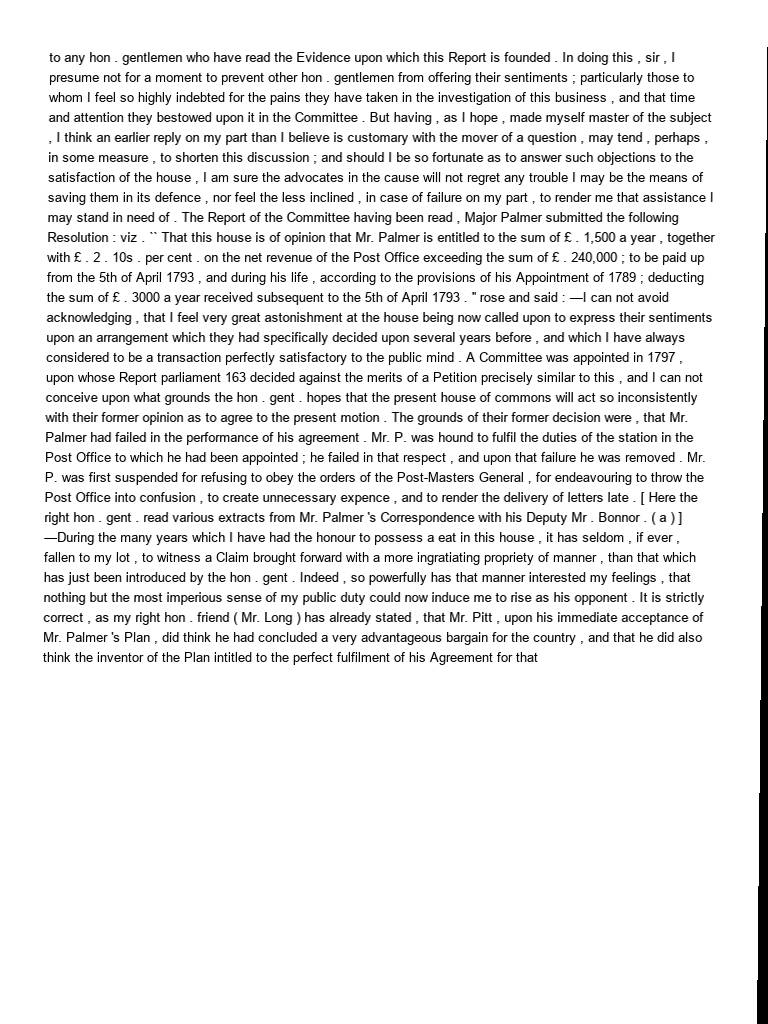 to any hon . gentlemen who have read the Evidence upon which this Report is founded . In doing this , sir , I
presume not for a moment to prevent other hon . gentlemen from offering their sentiments ; particularly those to
whom I feel so highly indebted for the pains they have taken in the investigation of this business , and that time
and attention they bestowed upon it in the Committee . But having , as I hope , made myself master of the subject
, I think an earlier reply on my part than I believe is customary with the mover of a question , may tend , perhaps ,
in some measure , to shorten this discussion ; and should I be so fortunate as to answer such objections to the
satisfaction of the house , I am sure the advocates in the cause will not regret any trouble I may be the means of
saving them in its defence , nor feel the less inclined , in case of failure on my part , to render me that assistance I
may stand in need of . The Report of the Committee having been read , Major Palmer submitted the following
Resolution : viz . `` That this house is of opinion that Mr. Palmer is entitled to the sum of £ . 1,500 a year , together
with £ . 2 . 10s . per cent . on the net revenue of the Post Office exceeding the sum of £ . 240,000 ; to be paid up
from the 5th of April 1793 , and during his life , according to the provisions of his Appointment of 1789 ; deducting
the sum of £ . 3000 a year received subsequent to the 5th of April 1793 . " rose and said : —I can not avoid
acknowledging , that I feel very great astonishment at the house being now called upon to express their sentiments
upon an arrangement which they had specifically decided upon several years before , and which I have always
considered to be a transaction perfectly satisfactory to the public mind . A Committee was appointed in 1797 ,
upon whose Report parliament 163 decided against the merits of a Petition precisely similar to this , and I can not
conceive upon what grounds the hon . gent . hopes that the present house of commons will act so inconsistently
with their former opinion as to agree to the present motion . The grounds of their former decision were , that Mr.
Palmer had failed in the performance of his agreement . Mr. P. was hound to fulfil the duties of the station in the
Post Office to which he had been appointed ; he failed in that respect , and upon that failure he was removed . Mr.
P. was first suspended for refusing to obey the orders of the Post-Masters General , for endeavouring to throw the
Post Office into confusion , to create unnecessary expence , and to render the delivery of letters late . [ Here the
right hon . gent . read various extracts from Mr. Palmer 's Correspondence with his Deputy Mr . Bonnor . ( a ) ]
—During the many years which I have had the honour to possess a eat in this house , it has seldom , if ever ,
fallen to my lot , to witness a Claim brought forward with a more ingratiating propriety of manner , than that which
has just been introduced by the hon . gent . Indeed , so powerfully has that manner interested my feelings , that
nothing but the most imperious sense of my public duty could now induce me to rise as his opponent . It is strictly
correct , as my right hon . friend ( Mr. Long ) has already stated , that Mr. Pitt , upon his immediate acceptance of
Mr. Palmer 's Plan , did think he had concluded a very advantageous bargain for the country , and that he did also
think the inventor of the Plan intitled to the perfect fulfilment of his Agreement for that